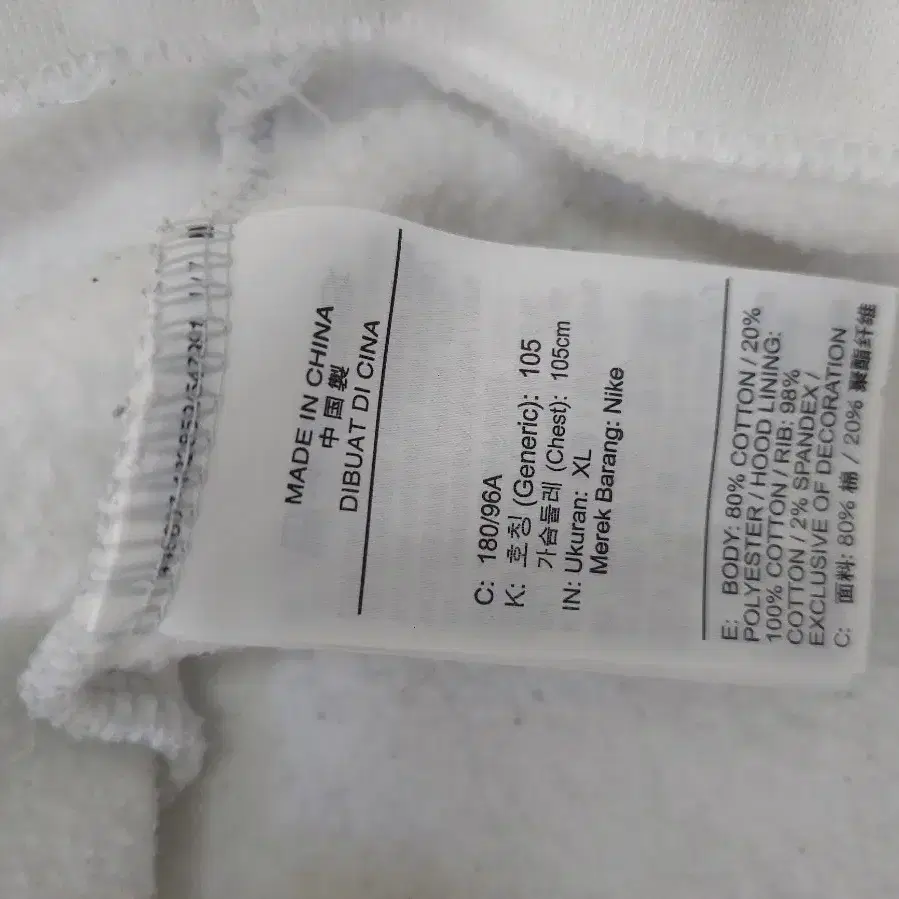 MADE IN CHINA
中国製
DIBUAT DI CINA
C: 180/96A
K: 호칭 (Generic): 105
가슴둘레 (Chest): 105cm
IN: Ukuran: XL
Merek Barang: Nike
E: BODY: 80% COTTON / 20%
POLYESTER / HOOD LINING:
100% COTTON / RIB: 98%
COTTON / 2% SPANDEX /
EXCLUSIVE OF DECORATION
C: 面料: 80% 棉 / 20% 聚酯纤维